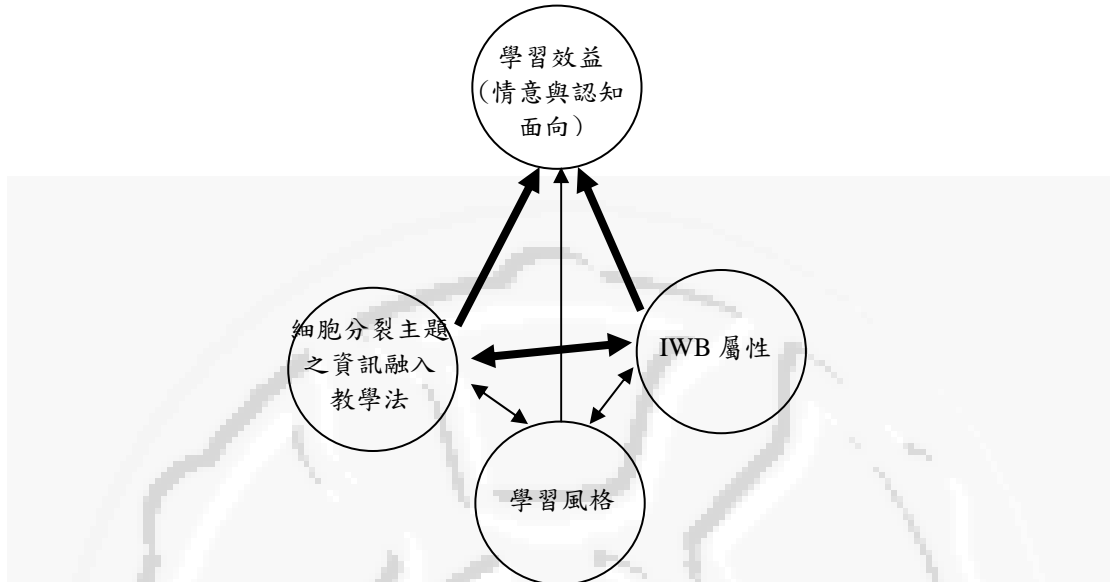 學習效益
（情意與認知
面向）
細胞分裂主題
之資訊融入
教學法
IWB 屬性
學習風格